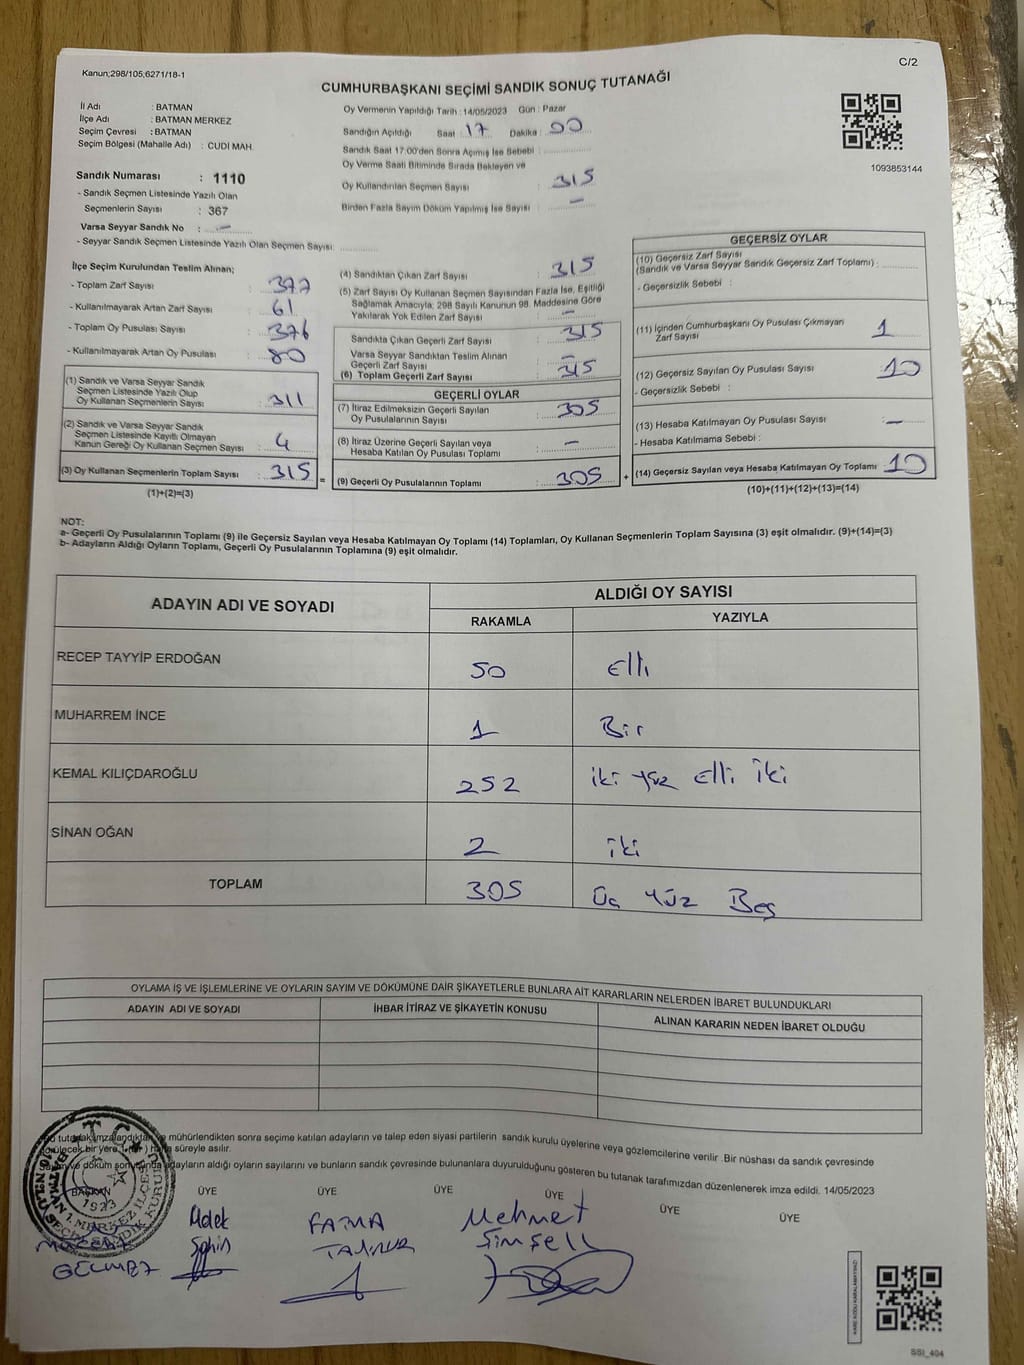 Kanun;298/105,6271/18-1
C/2
CUMHURBAŞKANI SEÇİMİ SANDIK SONUÇ TUTANAĞI
İl Adı : BATMAN
İlçe Adı : BATMAN MERKEZ
Seçim Çevresi : BATMAN
Seçim Bölgesi (Mahalle Adı) : CUDİ MAH.
Oy Vermenin Yapıldığı Tarih : 14/05/2023 Gün : Pazar
Sandığın Açıldığı Saat : 17 Dakika : 00
Sandık Saat 17:00'den Sonra Açımış İse Sebebi :
Oy Verme Saati Bitiminde Sırada Bekleyen ve
Oy Kullandırılan Seçmen Sayısı : 315
Birden Fazla Sayım Döküm Yapılmış İse Sayısı : —
1093853144
Sandık Numarası : 1110
- Sandık Seçmen Listesinde Yazılı Olan
Seçmenlerin Sayısı : 367
Varsa Seyyar Sandık No : —
- Seyyar Sandık Seçmen Listesinde Yazılı Olan Seçmen Sayısı:
İlçe Seçim Kurulundan Teslim Alınan;
- Toplam Zarf Sayısı : 377
- Kullanılmayarak Artan Zarf Sayısı : 61
- Toplam Oy Pusulası Sayısı : 376
- Kullanılmayarak Artan Oy Pusulası : 80
(1) Sandık ve Varsa Seyyar Sandık
Seçmen Listesinde Yazılı Olup
Oy Kullanan Seçmenlerin Sayısı : 311
(2) Sandık ve Varsa Seyyar Sandık
Seçmen Listesinde Kayıtlı Olmayan
Kanun Gereği Oy Kullanan Seçmen Sayısı : 4
(3) Oy Kullanan Seçmenlerin Toplam Sayısı : 315
(1)+(2)=(3)
(4) Sandıktan Çıkan Zarf Sayısı : 315
(5) Zarf Sayısı Oy Kullanan Seçmen Sayısından Fazla İse, Eşitliği
Sağlamak Amacıyla; 298 Sayılı Kanunun 98. Maddesine Göre
Yakılarak Yok Edilen Zarf Sayısı : —
Sandıkta Çıkan Geçerli Zarf Sayısı : 315
Varsa Seyyar Sandıktan Teslim Alınan
Geçerli Zarf Sayısı : —
(6) Toplam Geçerli Zarf Sayısı : 315
GEÇERLİ OYLAR
(7) İtiraz Edilmeksizin Geçerli Sayılan
Oy Pusulalarının Sayısı : 305
(8) İtiraz Üzerine Geçerli Sayılan veya
Hesaba Katılan Oy Pusulası Toplamı : —
= (9) Geçerli Oy Pusulalarının Toplamı : 305 +
GEÇERSİZ OYLAR
(10) Geçersiz Zarf Sayısı
(Sandık ve Varsa Seyyar Sandık Geçersiz Zarf Toplamı) :
- Geçersizlik Sebebi :
(11) İçinden Cumhurbaşkanı Oy Pusulası Çıkmayan
Zarf Sayısı : 1
(12) Geçersiz Sayılan Oy Pusulası Sayısı : 10
- Geçersizlik Sebebi :
(13) Hesaba Katılmayan Oy Pusulası Sayısı : —
- Hesaba Katılmama Sebebi :
(14) Geçersiz Sayılan veya Hesaba Katılmayan Oy Toplamı : 10
(10)+(11)+(12)+(13)=(14)
NOT:
a- Geçerli Oy Pusulalarının Toplamı (9) ile Geçersiz Sayılan veya Hesaba Katılmayan Oy Toplamı (14) Toplamları, Oy Kullanan Seçmenlerin Toplam Sayısına (3) eşit olmalıdır. (9)+(14)=(3)
b- Adayların Aldığı Oyların Toplamı, Geçerli Oy Pusulalarının Toplamına (9) eşit olmalıdır.
ADAYIN ADI VE SOYADI ALDIĞI OY SAYISI
RAKAMLA YAZIYLA
RECEP TAYYİP ERDOĞAN 50 elli
MUHARREM İNCE 1 Bir
KEMAL KILIÇDAROĞLU 252 iki yüz elli iki
SİNAN OĞAN 2 iki
TOPLAM 305 Üç Yüz Beş
OYLAMA İŞ VE İŞLEMLERİNE VE OYLARIN SAYIM VE DÖKÜMÜNE DAİR ŞİKAYETLERLE BUNLARA AİT KARARLARIN NELERDEN İBARET BULUNDUKLARI
ADAYIN ADI VE SOYADI İHBAR İTİRAZ VE ŞİKAYETİN KONUSU ALINAN KARARIN NEDEN İBARET OLDUĞU
tutanak imzalandıktan ve mühürlendikten sonra seçime katılan adayların ve talep eden siyasi partilerin sandık kurulu üyelerine veya gözlemcilerine verilir .Bir nüshası da sandık çevresinde
bir yere süreyle asılır.
ve döküm sonucunda adayların aldığı oyların sayılarını ve bunların sandık çevresinde bulunanlara duyurulduğunu gösteren bu tutanak tarafımızdan düzenlenerek imza edildi. 14/05/2023
BAŞKAN ÜYE ÜYE ÜYE ÜYE ÜYE ÜYE
T.C.
1923
BATMAN 1. MERKEZ İLÇE SEÇİM
SANDIK KURULU
Şahin
FATMA
Mehmet
Şimşek
SSI_404